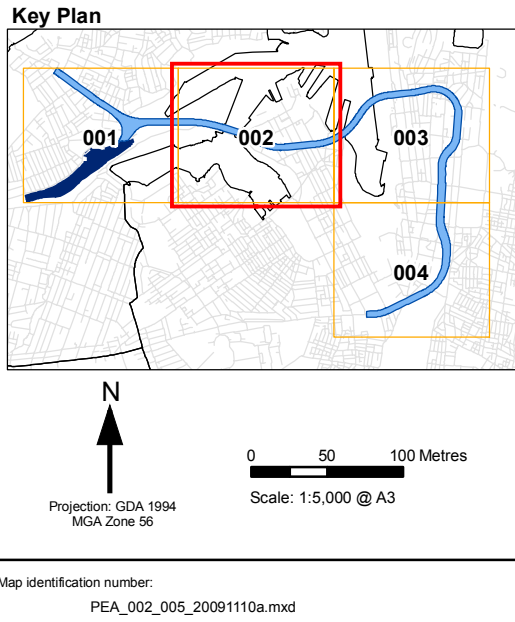 Key Plan
001
002
003
004
N
Projection: GDA 1994
MGA Zone 56
0 50 100 Metres
Scale: 1:5,000 @ A3
Map identification number:
PEA_002_005_20091110a.mxd